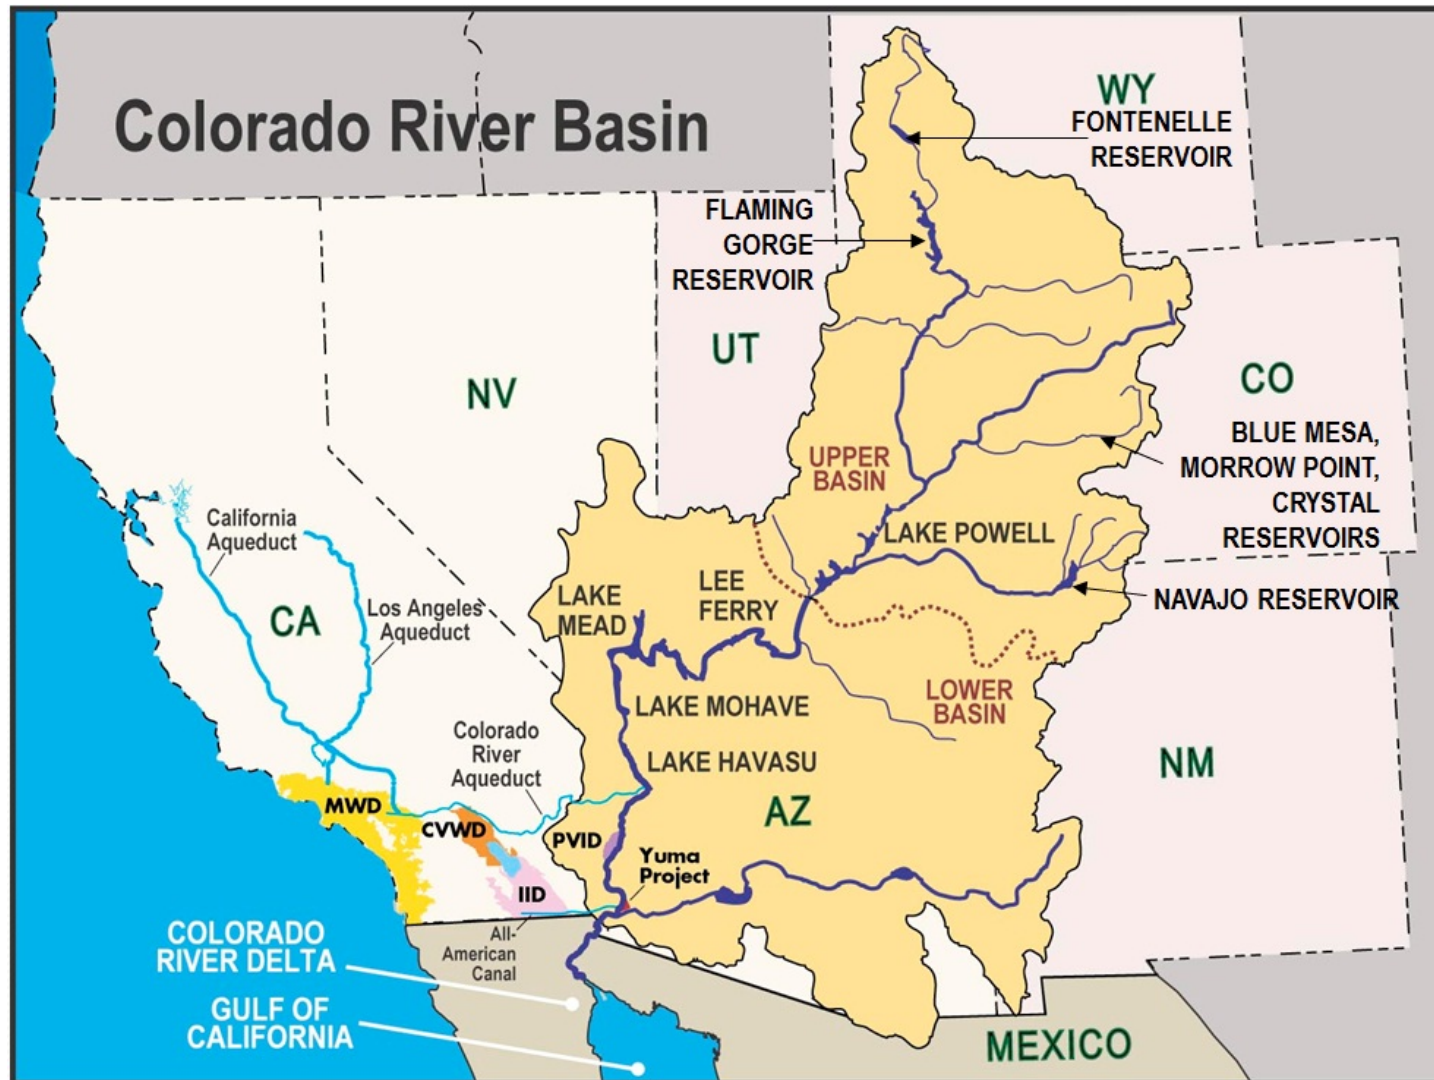 Colorado River Basin
WY
FONTENELLE
RESERVOIR
FLAMING
GORGE
RESERVOIR
UT
NV
CO
BLUE MESA,
MORROW POINT,
CRYSTAL
RESERVOIRS
UPPER
BASIN
California
Aqueduct
LAKE POWELL
LEE
FERRY
LAKE
MEAD
NAVAJO RESERVOIR
CA
Los Angeles
Aqueduct
LOWER
BASIN
LAKE MOHAVE
Colorado
River
Aqueduct
LAKE HAVASU
NM
AZ
MWD
CVWD
PVID
Yuma
Project
IID
All-
American
Canal
COLORADO
RIVER DELTA
GULF OF
CALIFORNIA
MEXICO